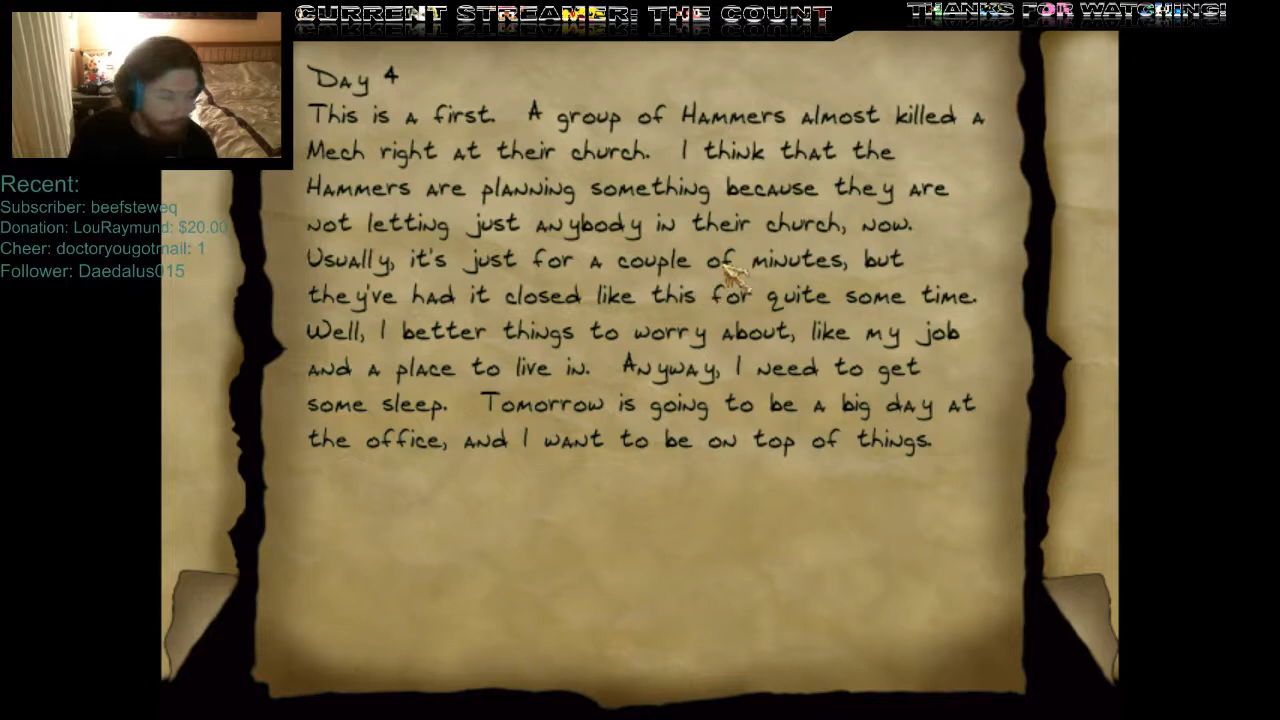 CURRENT STREAMER: THE COUNT
THANKS FOR WATCHING!
Recent:
Subscriber: beefsteweq
Donation: LouRaymund: $20.00
Cheer: doctoryougotmail: 1
Follower: Daedalus015
Day 4
This is a first. A group of Hammers almost killed a
Mech right at their church. I think that the
Hammers are planning something because they are
not letting just anybody in their church, now.
Usually, it's just for a couple of minutes, but
they've had it closed like this for quite some time.
Well, I better things to worry about, like my job
and a place to live in. Anyway, I need to get
some sleep. Tomorrow is going to be a big day at
the office, and I want to be on top of things.